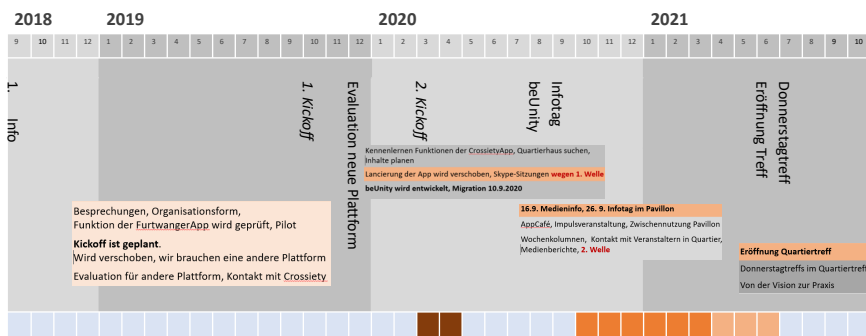 2018 2019 2020 2021
9 10 11 12 1 2 3 4 5 6 7 8 9 10 11 12 1 2 3 4 5 6 7 8 9 10 11 12 1 2 3 4 5 6 7 8 9 10
1. Info
1. Kickoff
Evaluation neue Plattform
2. Kickoff
Infotag
beUnity
Donnerstagtreff
Eröffnung Treff
Kennenlernen Funktionen der CrossietyApp, Quartierhaus suchen,
Inhalte planen
Lancierung der App wird verschoben, Skype-Sitzungen wegen 1. Welle
beUnity wird entwickelt, Migration 10.9.2020
Besprechungen, Organisationsform,
Funktion der FurtwangerApp wird geprüft, Pilot
Kickoff ist geplant.
Wird verschoben, wir brauchen eine andere Plattform
Evaluation für andere Plattform, Kontakt mit Crossiety
16.9. Medieninfo, 26. 9. Infotag im Pavillon
AppCafé, Impulsveranstaltung, Zwischennutzung Pavillon
Wochenkolumnen, Kontakt mit Veranstaltern in Quartier,
Medienberichte, 2. Welle
Eröffnung Quartiertreff
Donnerstagtreffs im Quartiertreff
Von der Vision zur Praxis